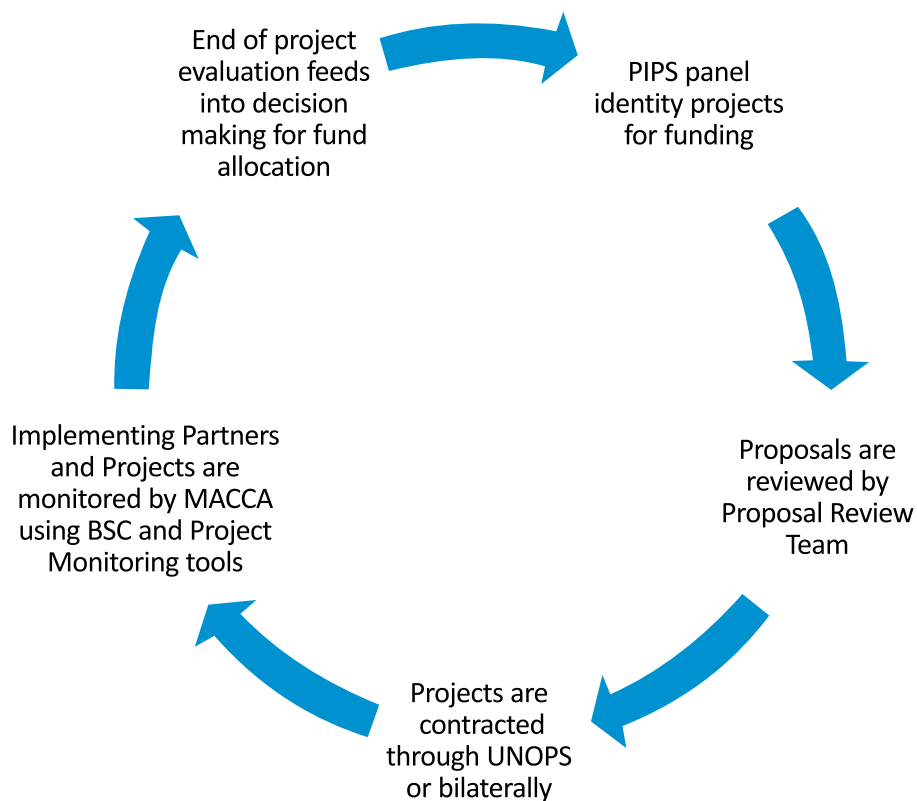 End of project
evaluation feeds
into decision
making for fund
allocation
PIPS panel
identity projects
for funding
Proposals are
reviewed by
Proposal Review
Team
Projects are
contracted
through UNOPS
or bilaterally
Implementing Partners
and Projects are
monitored by MACCA
using BSC and Project
Monitoring tools